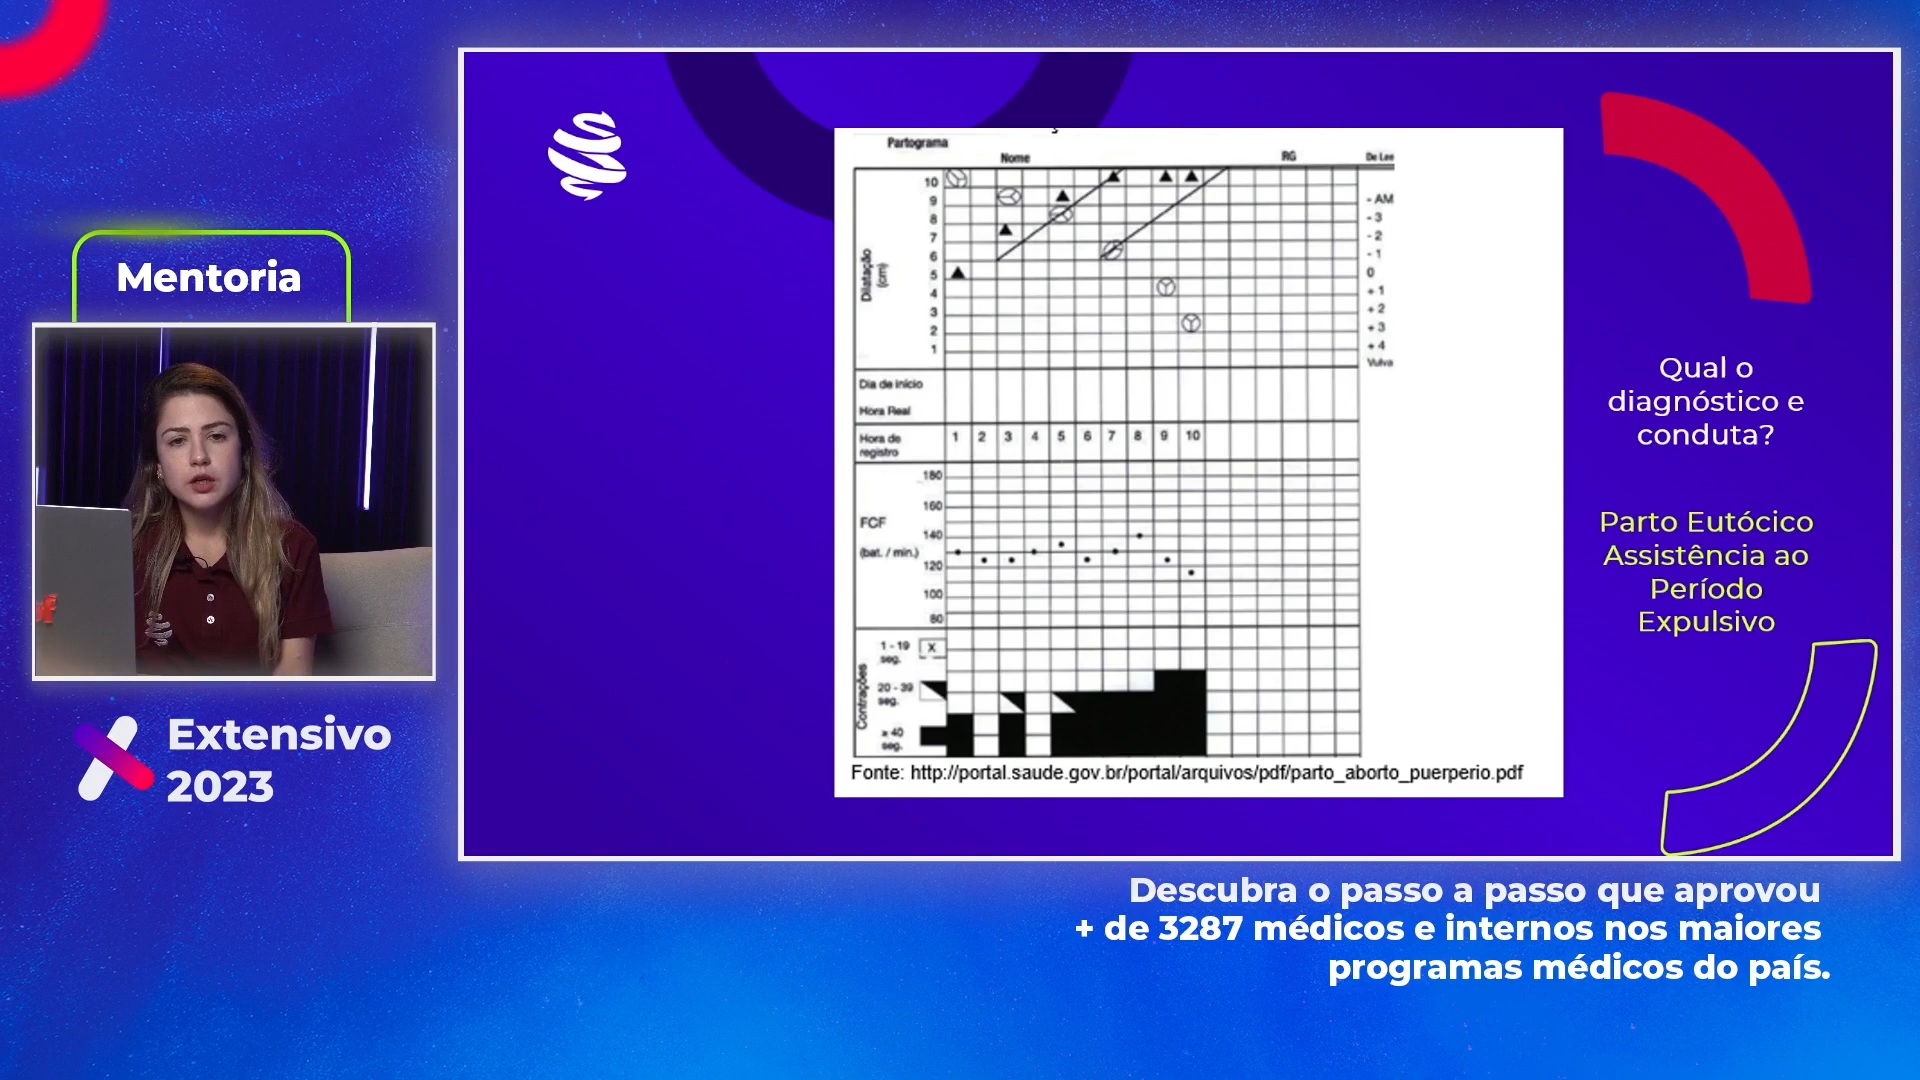 Mentoria
Extensivo
2023
Partograma
Nome
RG
De Lee
Dilatação
(cm)
10
9
8
7
6
5
4
3
2
1
- AM
- 3
- 2
- 1
0
+ 1
+ 2
+ 3
+ 4
Vulva
Dia de início
Hora Real
Hora de
registro
1 2 3 4 5 6 7 8 9 10
FCF
(bat. / min.)
180
160
140
120
100
80
Contrações
1 - 19
seg.
X
20 - 39
seg.
≥ 40
seg.
Fonte: http://portal.saude.gov.br/portal/arquivos/pdf/parto_aborto_puerperio.pdf
Qual o
diagnóstico e
conduta?
Parto Eutócico
Assistência ao
Período
Expulsivo
Descubra o passo a passo que aprovou
+ de 3287 médicos e internos nos maiores
programas médicos do país.